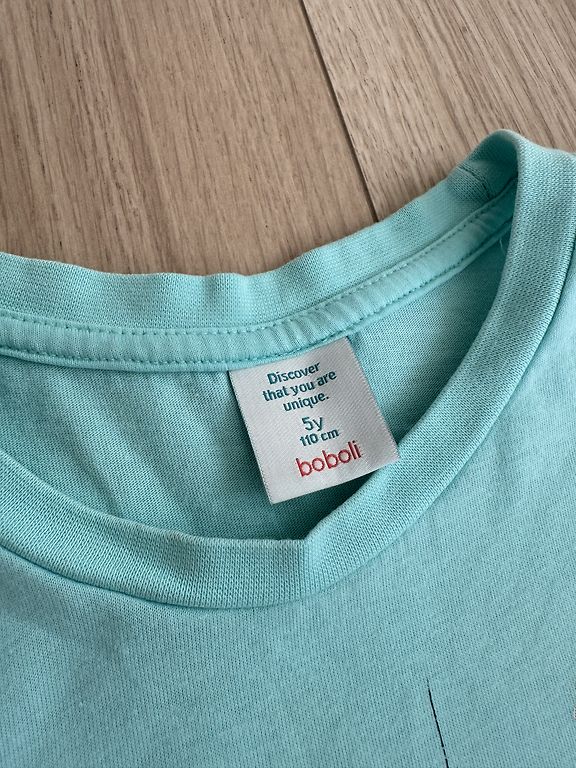 Discover
that you are
unique.
5y
110 cm
boboli